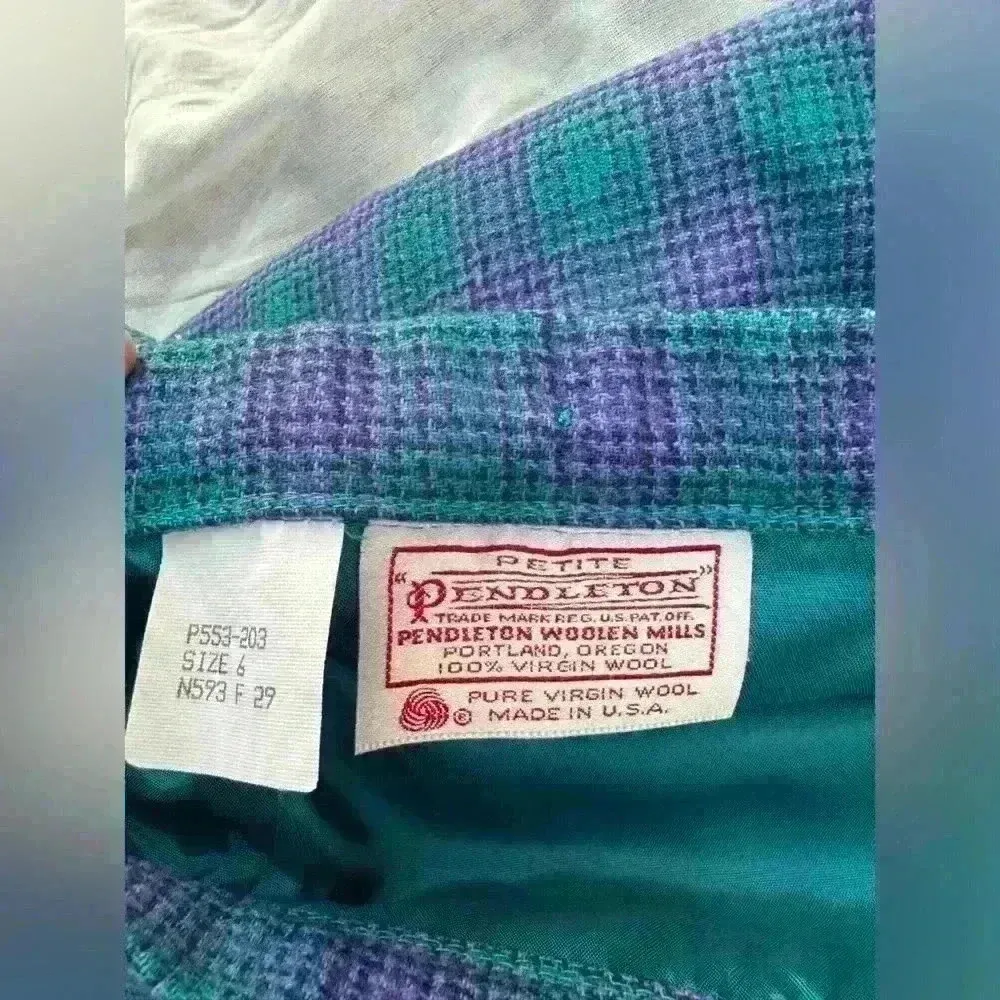 P553-203
SIZE 6
N593 F 29
PETITE
"PENDLETON"
TRADE MARK REG. U.S. PAT. OFF.
PENDLETON WOOLEN MILLS
PORTLAND, OREGON
100% VIRGIN WOOL
PURE VIRGIN WOOL
® MADE IN U.S.A.